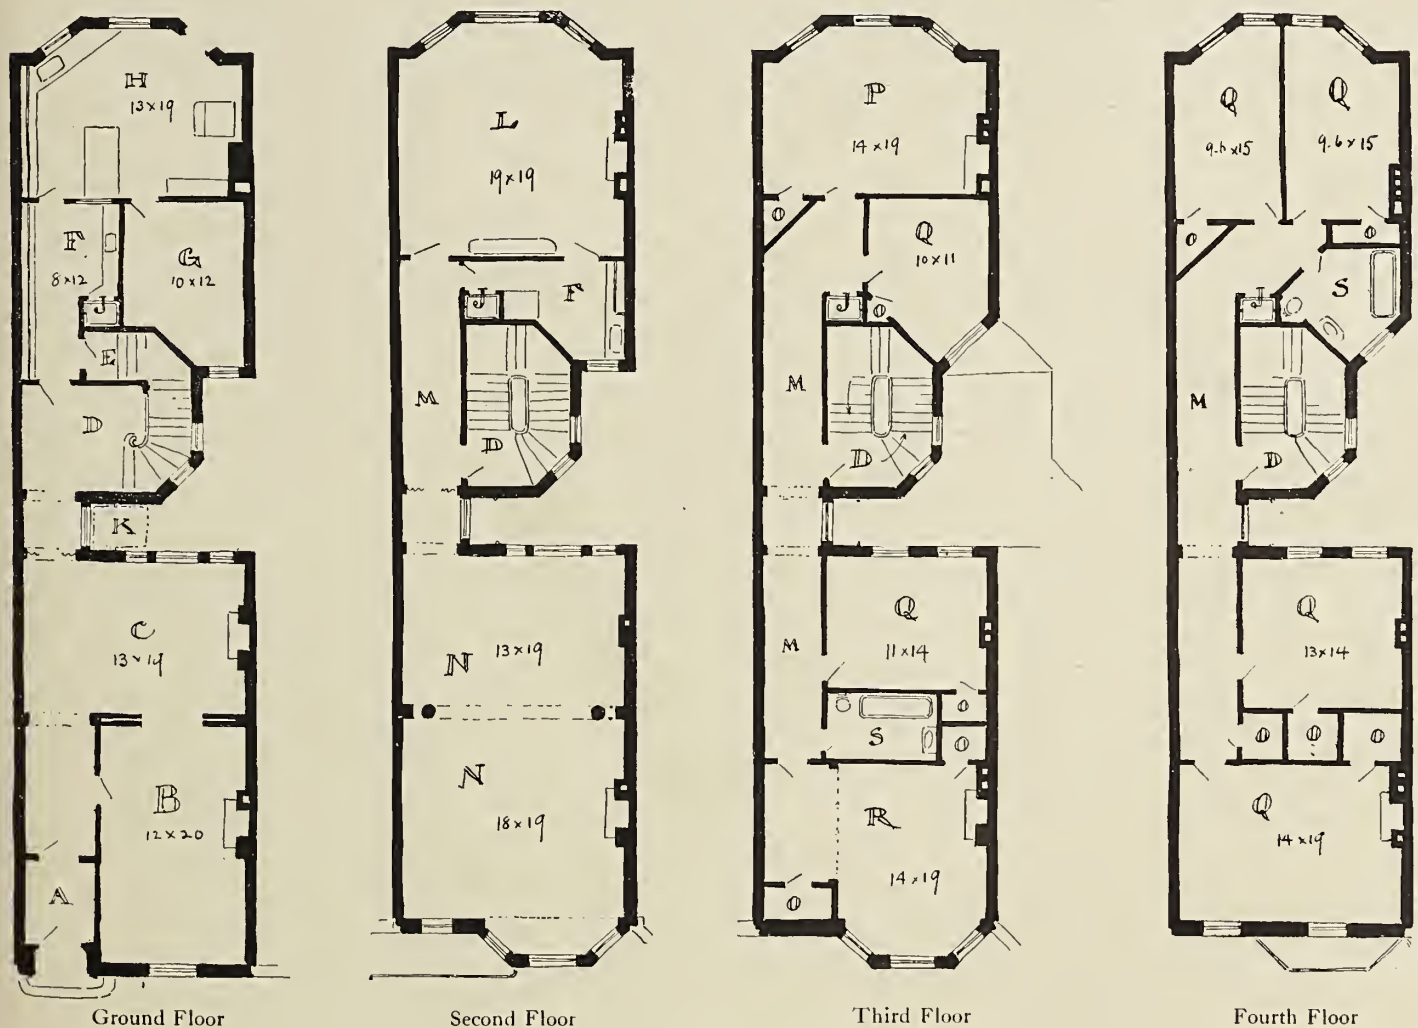 H
13×19
F
8×12
G
10×12
J
E
D
K
C
13×19
B
12×20
A
Ground Floor
L
19×19
J
F
M
D
N
13×19
N
18×19
Second Floor
P
14×19
O
Q
10×11
J
O
M
D
M
Q
11×14
O
S
O
R
14×19
O
Third Floor
Q
9-6×15
Q
9-6×15
O
O
J
S
M
D
Q
13×14
O
O
O
Q
14×19
Fourth Floor